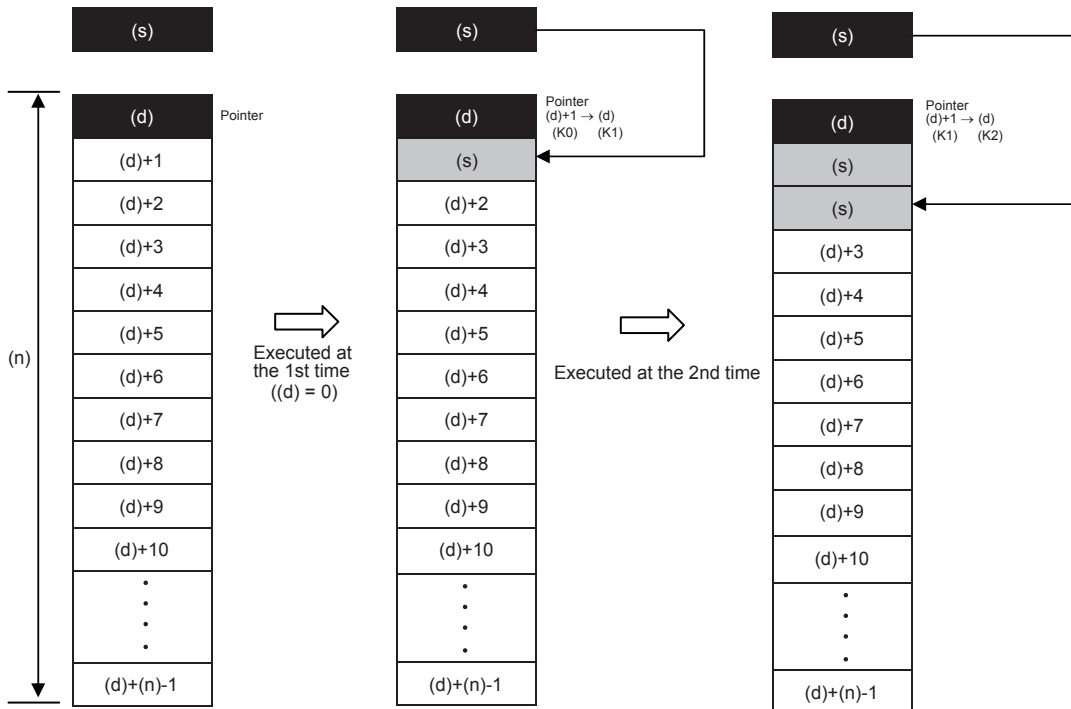 (s)
(d)
Pointer
(d)+1
(d)+2
(d)+3
(d)+4
(d)+5
(d)+6
(d)+7
(d)+8
(d)+9
(d)+10
(d)+(n)-1
(n)
Executed at
the 1st time
((d) = 0)
(s)
(d)
Pointer
(d)+1 → (d)
(K0) (K1)
(s)
(d)+2
(d)+3
(d)+4
(d)+5
(d)+6
(d)+7
(d)+8
(d)+9
(d)+10
(d)+(n)-1
Executed at the 2nd time
(s)
(d)
Pointer
(d)+1 → (d)
(K1) (K2)
(s)
(s)
(d)+3
(d)+4
(d)+5
(d)+6
(d)+7
(d)+8
(d)+9
(d)+10
(d)+(n)-1